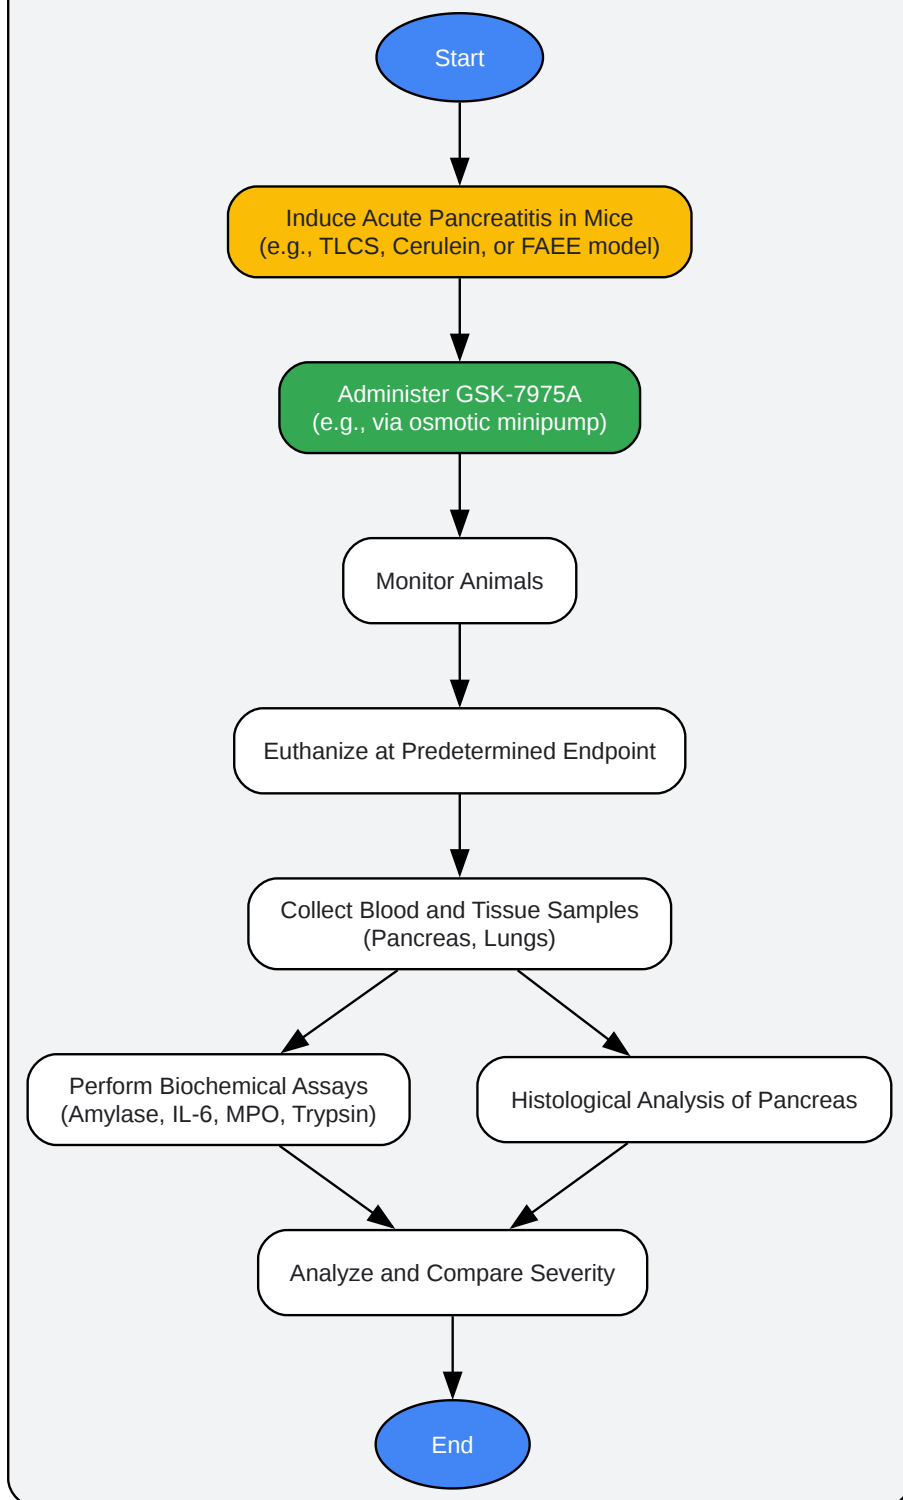 Start
Induce Acute Pancreatitis in Mice
(e.g., TLCS, Cerulein, or FAEE model)
Administer GSK-7975A
(e.g., via osmotic minipump)
Monitor Animals
Euthanize at Predetermined Endpoint
Collect Blood and Tissue Samples
(Pancreas, Lungs)
Perform Biochemical Assays
(Amylase, IL-6, MPO, Trypsin)
Histological Analysis of Pancreas
Analyze and Compare Severity
End